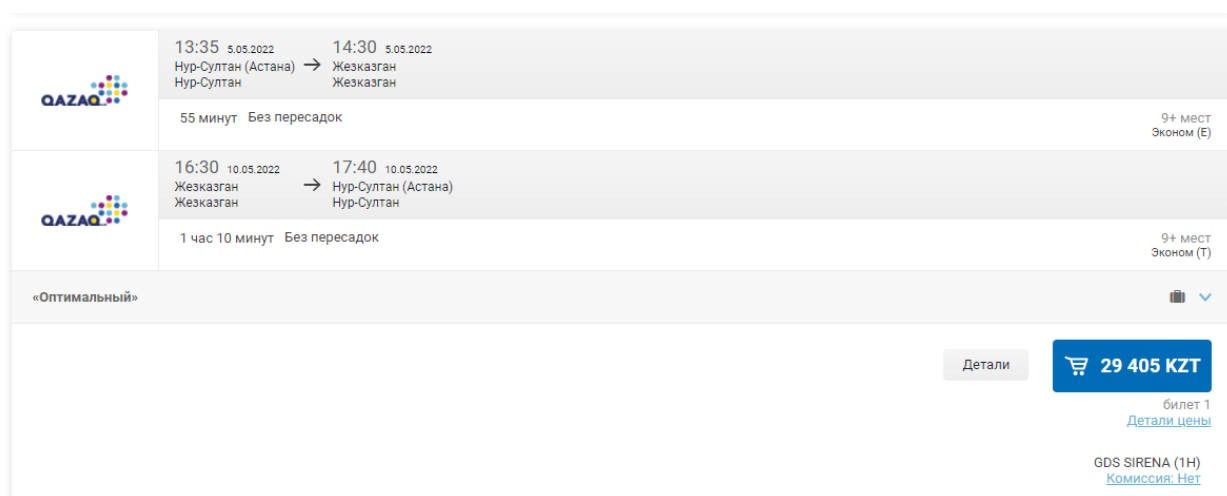 QAZAQ
13:35 5.05.2022 14:30 5.05.2022
Нур-Султан (Астана) → Жезказган
Нур-Султан Жезказган
55 минут Без пересадок 9+ мест
Эконом (E)
QAZAQ
16:30 10.05.2022 17:40 10.05.2022
Жезказган → Нур-Султан (Астана)
Жезказган Нур-Султан
1 час 10 минут Без пересадок 9+ мест
Эконом (T)
«Оптимальный»
Детали 29 405 KZT
билет 1
Детали цены
GDS SIRENA (1H)
Комиссия: Нет